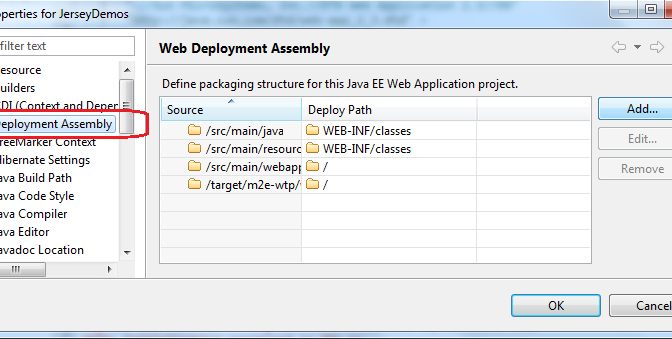 operties for JerseyDemos
filter text
esource
uilders
DI (Context and Depen
eployment Assembly
reeMarker Context
ibernate Settings
ava Build Path
ava Code Style
ava Compiler
ava Editor
avadoc Location
Web Deployment Assembly
Define packaging structure for this Java EE Web Application project.
Source Deploy Path
/src/main/java WEB-INF/classes
/src/main/resourc WEB-INF/classes
/src/main/webapp /
/target/m2e-wtp/ /
Add...
Edit...
Remove
OK
Cancel